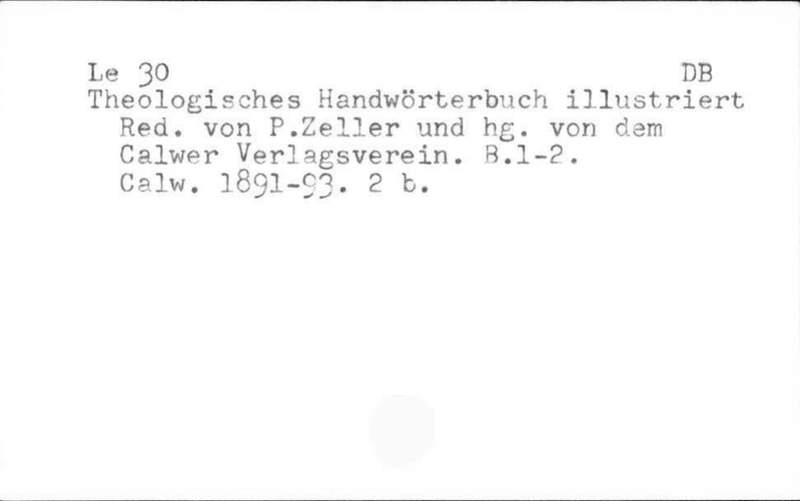 Le 30 DB
Theologisches Handwörterbuch illustriert
Red. von P.Zeller und hg. von dem
Calwer Verlagsverein. B.1-2.
Calw. 1891-93. 2 b.